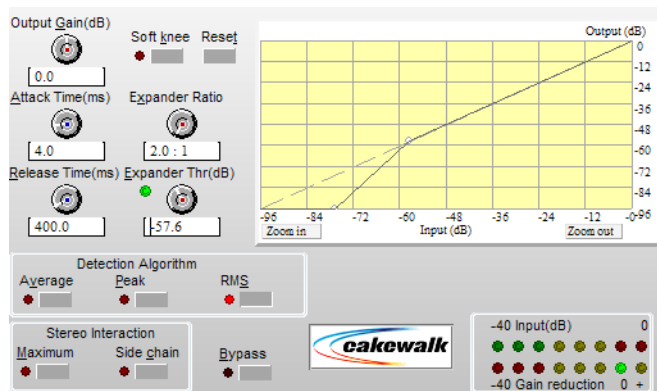 Output Gain(dB)
Soft knee Reset
0.0
Attack Time(ms) Expander Ratio
4.0 2.0 : 1
Release Time(ms) Expander Thr(dB)
400.0 -57.6
Output (dB)
0
-12
-24
-36
-48
-60
-72
-84
-96
-96 -84 -72 -60 -48 -36 -24 -12 -0
Zoom in Input (dB) Zoom out
Detection Algorithm
Average Peak RMS
Stereo Interaction
Maximum Side chain Bypass
cakewalk
-40 Input(dB) 0
-40 Gain reduction 0 +